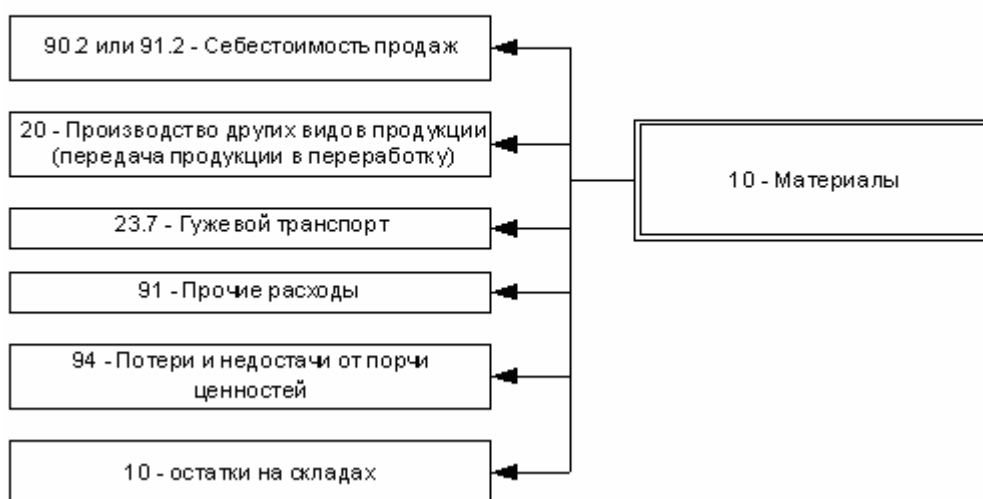 90.2 или 91.2 - Себестоимость продаж
20 - Производство других видов продукции
(передача продукции в переработку)
10 - Материалы
23.7 - Гужевой транспорт
91 - Прочие расходы
94 - Потери и недостачи от порчи
ценностей
10 - остатки на складах